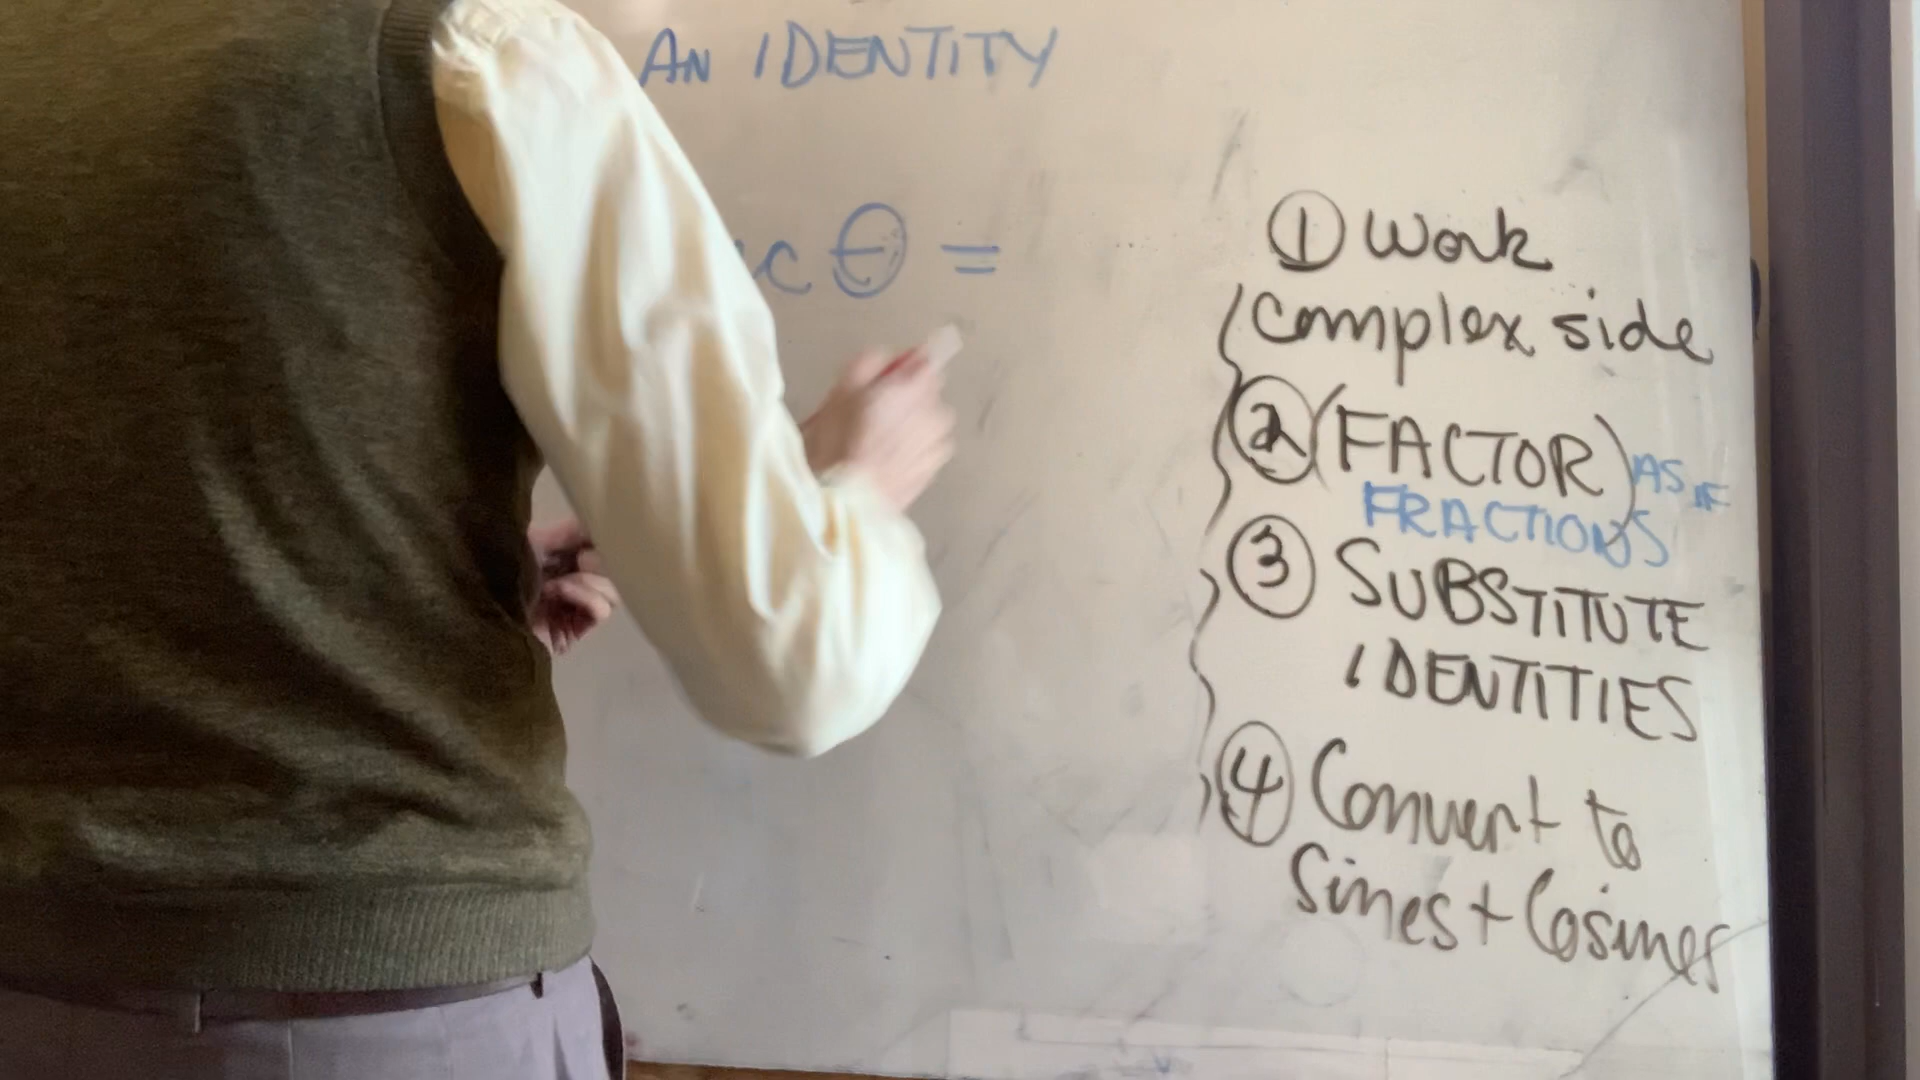 AN IDENTITY
c θ =
① Work
complex side
② (FACTOR) AS IF
FRACTIONS
③ SUBSTITUTE
IDENTITIES
④ Convert to
Sines + Cosines